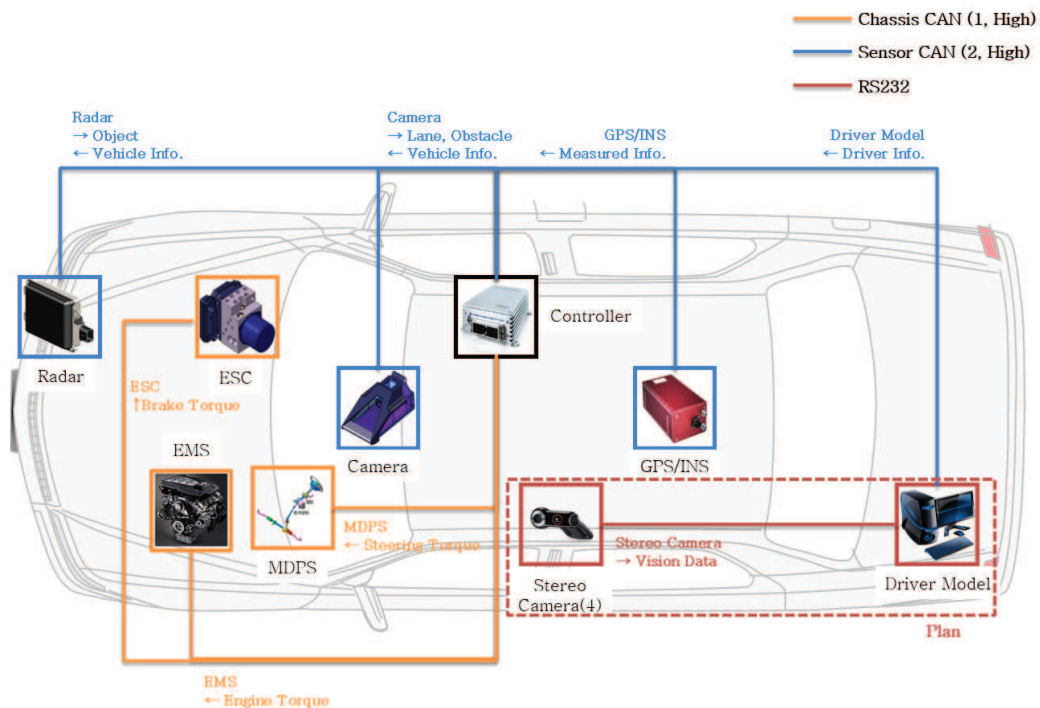 Chassis CAN (1, High)
Sensor CAN (2, High)
RS232
Radar
→ Object
← Vehicle Info.
Camera
→ Lane, Obstacle
← Vehicle Info.
GPS/INS
← Measured Info.
Driver Model
← Driver Info.
Controller
Radar
ESC
ESC
↑Brake Torque
EMS
Camera
GPS/INS
MDPS
← Steering Torque
MDPS
Stereo Camera
→ Vision Data
Stereo
Camera(4)
Driver Model
Plan
EMS
← Engine Torque